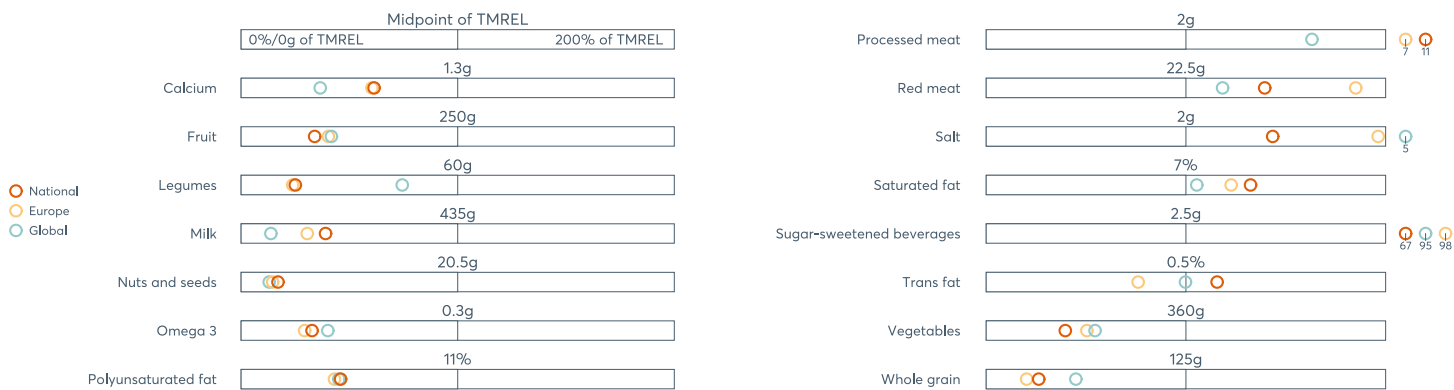 Midpoint of TMREL
0%/0g of TMREL 200% of TMREL
Calcium 1.3g
Fruit 250g
Legumes 60g
Milk 435g
Nuts and seeds 20.5g
Omega 3 0.3g
Polyunsaturated fat 11%
National
Europe
Global
Processed meat 2g 7 11
Red meat 22.5g
Salt 2g 5
Saturated fat 7%
Sugar-sweetened beverages 2.5g 67 95 98
Trans fat 0.5%
Vegetables 360g
Whole grain 125g